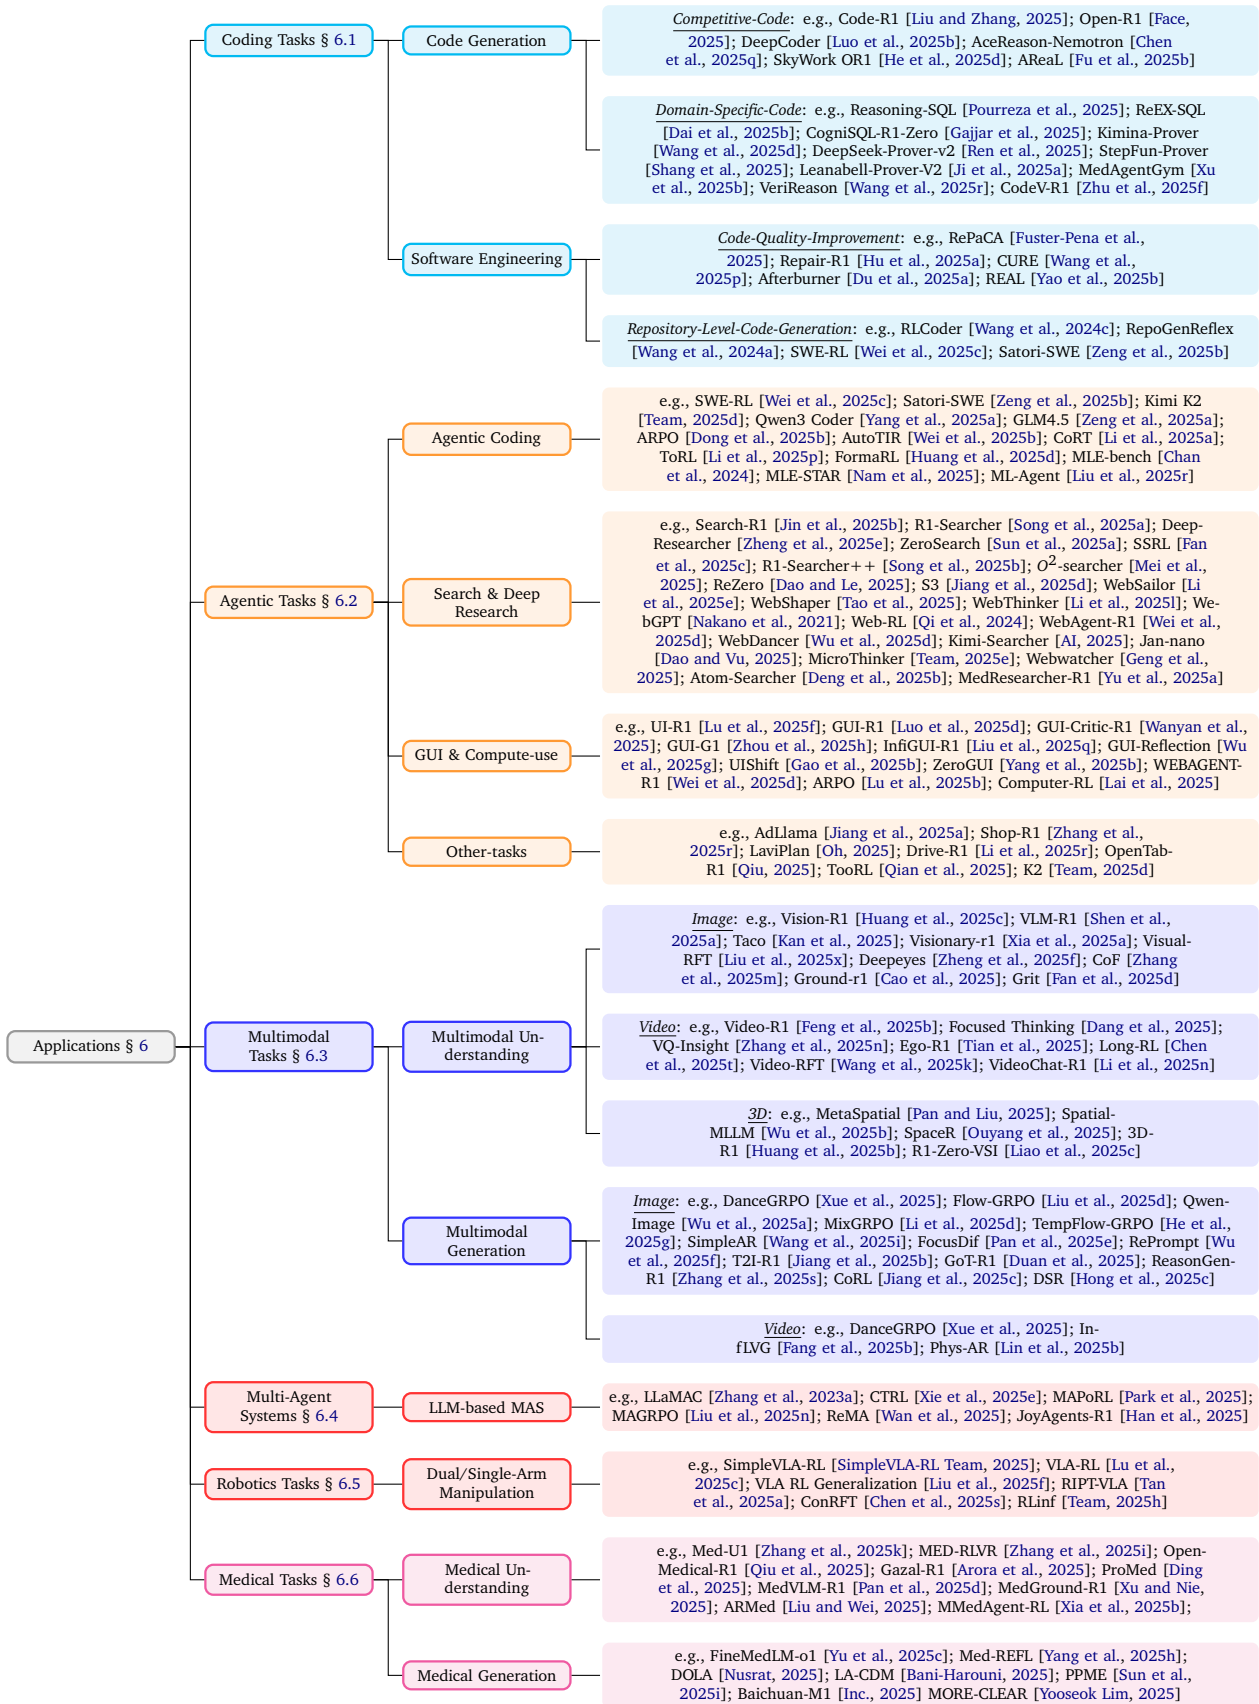 Applications § 6
Coding Tasks § 6.1
Code Generation
Competitive-Code: e.g., Code-R1 [Liu and Zhang, 2025]; Open-R1 [Face,
2025]; DeepCoder [Luo et al., 2025b]; AceReason-Nemotron [Chen
et al., 2025q]; SkyWork OR1 [He et al., 2025d]; AReaL [Fu et al., 2025b]
Domain-Specific-Code: e.g., Reasoning-SQL [Pourreza et al., 2025]; ReEX-SQL
[Dai et al., 2025b]; CogniSQL-R1-Zero [Gajjar et al., 2025]; Kimina-Prover
[Wang et al., 2025d]; DeepSeek-Prover-v2 [Ren et al., 2025]; StepFun-Prover
[Shang et al., 2025]; Leanabell-Prover-V2 [Ji et al., 2025a]; MedAgentGym [Xu
et al., 2025b]; VeriReason [Wang et al., 2025r]; CodeV-R1 [Zhu et al., 2025f]
Software Engineering
Code-Quality-Improvement: e.g., RePaCA [Fuster-Pena et al.,
2025]; Repair-R1 [Hu et al., 2025a]; CURE [Wang et al.,
2025p]; Afterburner [Du et al., 2025a]; REAL [Yao et al., 2025b]
Repository-Level-Code-Generation: e.g., RLCoder [Wang et al., 2024c]; RepoGenReflex
[Wang et al., 2024a]; SWE-RL [Wei et al., 2025c]; Satori-SWE [Zeng et al., 2025b]
Agentic Tasks § 6.2
Agentic Coding
e.g., SWE-RL [Wei et al., 2025c]; Satori-SWE [Zeng et al., 2025b]; Kimi K2
[Team, 2025d]; Qwen3 Coder [Yang et al., 2025a]; GLM4.5 [Zeng et al., 2025a];
ARPO [Dong et al., 2025b]; AutoTIR [Wei et al., 2025b]; CoRT [Li et al., 2025a];
ToRL [Li et al., 2025p]; FormaRL [Huang et al., 2025d]; MLE-bench [Chan
et al., 2024]; MLE-STAR [Nam et al., 2025]; ML-Agent [Liu et al., 2025r]
Search & Deep
Research
e.g., Search-R1 [Jin et al., 2025b]; R1-Searcher [Song et al., 2025a]; Deep-
Researcher [Zheng et al., 2025e]; ZeroSearch [Sun et al., 2025a]; SSRL [Fan
et al., 2025c]; R1-Searcher++ [Song et al., 2025b]; O²-searcher [Mei et al.,
2025]; ReZero [Dao and Le, 2025]; S3 [Jiang et al., 2025d]; WebSailor [Li
et al., 2025e]; WebShaper [Tao et al., 2025]; WebThinker [Li et al., 2025l]; We-
bGPT [Nakano et al., 2021]; Web-RL [Qi et al., 2024]; WebAgent-R1 [Wei et al.,
2025d]; WebDancer [Wu et al., 2025d]; Kimi-Searcher [AI, 2025]; Jan-nano
[Dao and Vu, 2025]; MicroThinker [Team, 2025e]; Webwatcher [Geng et al.,
2025]; Atom-Searcher [Deng et al., 2025b]; MedResearcher-R1 [Yu et al., 2025a]
GUI & Compute-use
e.g., UI-R1 [Lu et al., 2025f]; GUI-R1 [Luo et al., 2025d]; GUI-Critic-R1 [Wanyan et al.,
2025]; GUI-G1 [Zhou et al., 2025h]; InfiGUI-R1 [Liu et al., 2025q]; GUI-Reflection [Wu
et al., 2025g]; UIShift [Gao et al., 2025b]; ZeroGUI [Yang et al., 2025b]; WEBAGENT-
R1 [Wei et al., 2025d]; ARPO [Lu et al., 2025b]; Computer-RL [Lai et al., 2025]
Other-tasks
e.g., AdLlama [Jiang et al., 2025a]; Shop-R1 [Zhang et al.,
2025r]; LaviPlan [Oh, 2025]; Drive-R1 [Li et al., 2025r]; OpenTab-
R1 [Qiu, 2025]; TooRL [Qian et al., 2025]; K2 [Team, 2025d]
Multimodal
Tasks § 6.3
Multimodal Un-
derstanding
Image: e.g., Vision-R1 [Huang et al., 2025c]; VLM-R1 [Shen et al.,
2025a]; Taco [Kan et al., 2025]; Visionary-r1 [Xia et al., 2025a]; Visual-
RFT [Liu et al., 2025x]; Deepeyes [Zheng et al., 2025f]; CoF [Zhang
et al., 2025m]; Ground-r1 [Cao et al., 2025]; Grit [Fan et al., 2025d]
Video: e.g., Video-R1 [Feng et al., 2025b]; Focused Thinking [Dang et al., 2025];
VQ-Insight [Zhang et al., 2025n]; Ego-R1 [Tian et al., 2025]; Long-RL [Chen
et al., 2025t]; Video-RFT [Wang et al., 2025k]; VideoChat-R1 [Li et al., 2025n]
3D: e.g., MetaSpatial [Pan and Liu, 2025]; Spatial-
MLLM [Wu et al., 2025b]; SpaceR [Ouyang et al., 2025]; 3D-
R1 [Huang et al., 2025b]; R1-Zero-VSI [Liao et al., 2025c]
Multimodal
Generation
Image: e.g., DanceGRPO [Xue et al., 2025]; Flow-GRPO [Liu et al., 2025d]; Qwen-
Image [Wu et al., 2025a]; MixGRPO [Li et al., 2025d]; TempFlow-GRPO [He et al.,
2025g]; SimpleAR [Wang et al., 2025i]; FocusDif [Pan et al., 2025e]; RePrompt [Wu
et al., 2025f]; T2I-R1 [Jiang et al., 2025b]; GoT-R1 [Duan et al., 2025]; ReasonGen-
R1 [Zhang et al., 2025s]; CoRL [Jiang et al., 2025c]; DSR [Hong et al., 2025c]
Video: e.g., DanceGRPO [Xue et al., 2025]; In-
fLVG [Fang et al., 2025b]; Phys-AR [Lin et al., 2025b]
Multi-Agent
Systems § 6.4
LLM-based MAS
e.g., LLaMAC [Zhang et al., 2023a]; CTRL [Xie et al., 2025e]; MAPoRL [Park et al., 2025];
MAGRPO [Liu et al., 2025n]; ReMA [Wan et al., 2025]; JoyAgents-R1 [Han et al., 2025]
Robotics Tasks § 6.5
Dual/Single-Arm
Manipulation
e.g., SimpleVLA-RL [SimpleVLA-RL Team, 2025]; VLA-RL [Lu et al.,
2025c]; VLA RL Generalization [Liu et al., 2025f]; RIPT-VLA [Tan
et al., 2025a]; ConRFT [Chen et al., 2025s]; RLinf [Team, 2025h]
Medical Tasks § 6.6
Medical Un-
derstanding
e.g., Med-U1 [Zhang et al., 2025k]; MED-RLVR [Zhang et al., 2025i]; Open-
Medical-R1 [Qiu et al., 2025]; Gazal-R1 [Arora et al., 2025]; ProMed [Ding
et al., 2025]; MedVLM-R1 [Pan et al., 2025d]; MedGround-R1 [Xu and Nie,
2025]; ARMed [Liu and Wei, 2025]; MMedAgent-RL [Xia et al., 2025b];
Medical Generation
e.g., FineMedLM-o1 [Yu et al., 2025c]; Med-REFL [Yang et al., 2025h];
DOLA [Nusrat, 2025]; LA-CDM [Bani-Harouni, 2025]; PPME [Sun et al.,
2025i]; Baichuan-M1 [Inc., 2025] MORE-CLEAR [Yooseok Lim, 2025]